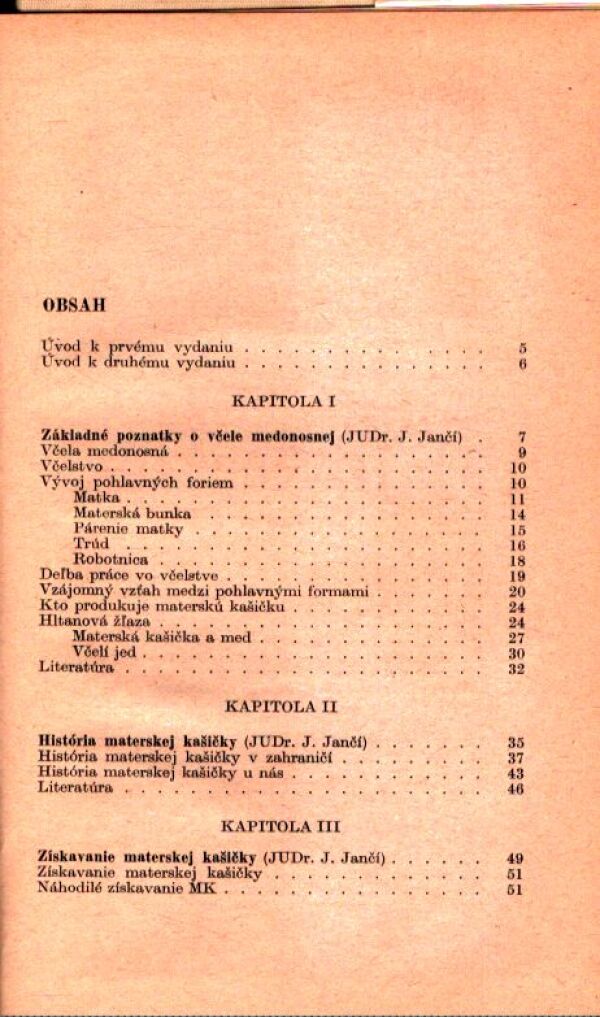 OBSAH
Úvod k prvému vydaniu . . . . . . . . . . . . . . . 5
Úvod k druhému vydaniu . . . . . . . . . . . . . . . 6
KAPITOLA I
Základné poznatky o včele medonosnej (JUDr. J. Jančí) . 7
Včela medonosná . . . . . . . . . . . . . . . . . . . 9
Včelstvo . . . . . . . . . . . . . . . . . . . . . . 10
Vývoj pohlavných foriem . . . . . . . . . . . . . . . 10
Matka . . . . . . . . . . . . . . . . . . . . . 11
Materská bunka . . . . . . . . . . . . . . . . . 14
Párenie matky . . . . . . . . . . . . . . . . . 15
Trúd . . . . . . . . . . . . . . . . . . . . . 16
Robotnica . . . . . . . . . . . . . . . . . . . 18
Deľba práce vo včelstve . . . . . . . . . . . . . . . 19
Vzájomný vzťah medzi pohlavnými formami . . . . . . 20
Kto produkuje materskú kašičku . . . . . . . . . . . 24
Hltanová žľaza . . . . . . . . . . . . . . . . . . . 24
Materská kašička a med . . . . . . . . . . . . . 27
Včelí jed . . . . . . . . . . . . . . . . . . . 30
Literatúra . . . . . . . . . . . . . . . . . . . . . 32
KAPITOLA II
História materskej kašičky (JUDr. J. Jančí) . . . . . . . 35
História materskej kašičky v zahraničí . . . . . . . . . 37
História materskej kašičky u nás . . . . . . . . . . . 43
Literatúra . . . . . . . . . . . . . . . . . . . . . 46
KAPITOLA III
Získavanie materskej kašičky (JUDr. J. Jančí) . . . . . . 49
Získavanie materskej kašičky . . . . . . . . . . . . . 51
Náhodilé získavanie MK . . . . . . . . . . . . . . . . 51